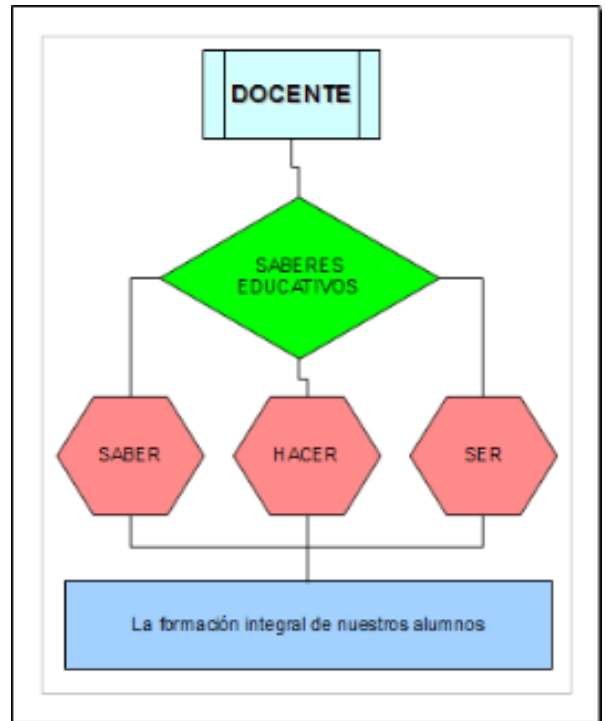 DOCENTE
SABERES
EDUCATIVOS
SABER
HACER
SER
La formación integral de nuestros alumnos